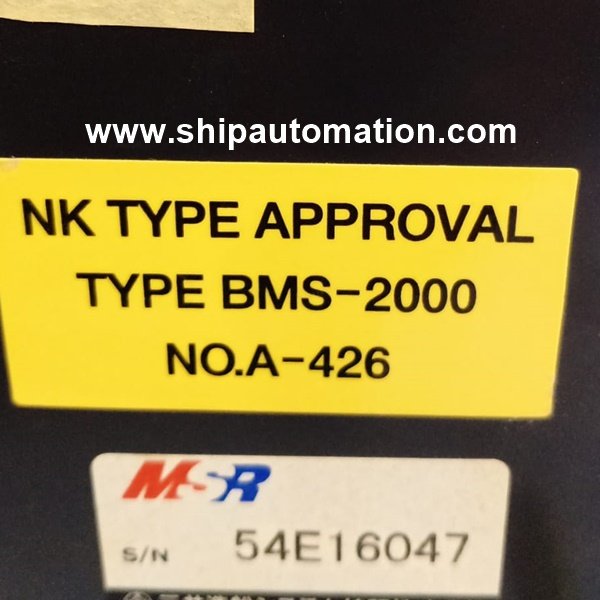 www.shipautomation.com
NK TYPE APPROVAL
TYPE BMS-2000
NO.A-426
MSR
S/N 54E16047